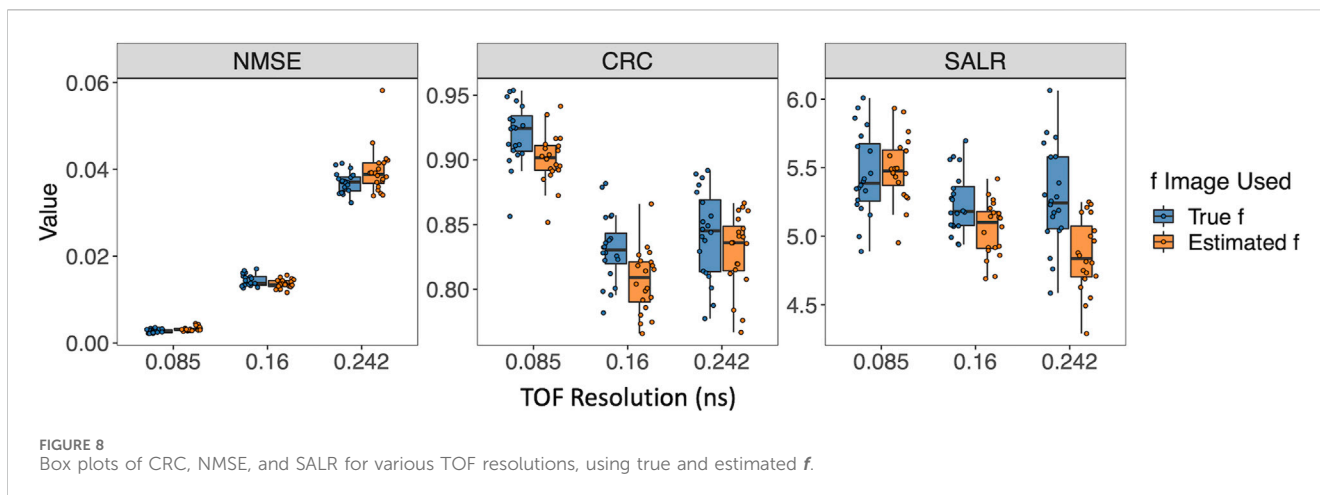 NMSE CRC SALR
Value
0.06
0.04
0.02
0.00
0.95
0.90
0.85
0.80
6.0
5.5
5.0
4.5
0.085 0.16 0.242 0.085 0.16 0.242 0.085 0.16 0.242
TOF Resolution (ns)
f Image Used
True f
Estimated f
FIGURE 8
Box plots of CRC, NMSE, and SALR for various TOF resolutions, using true and estimated f.